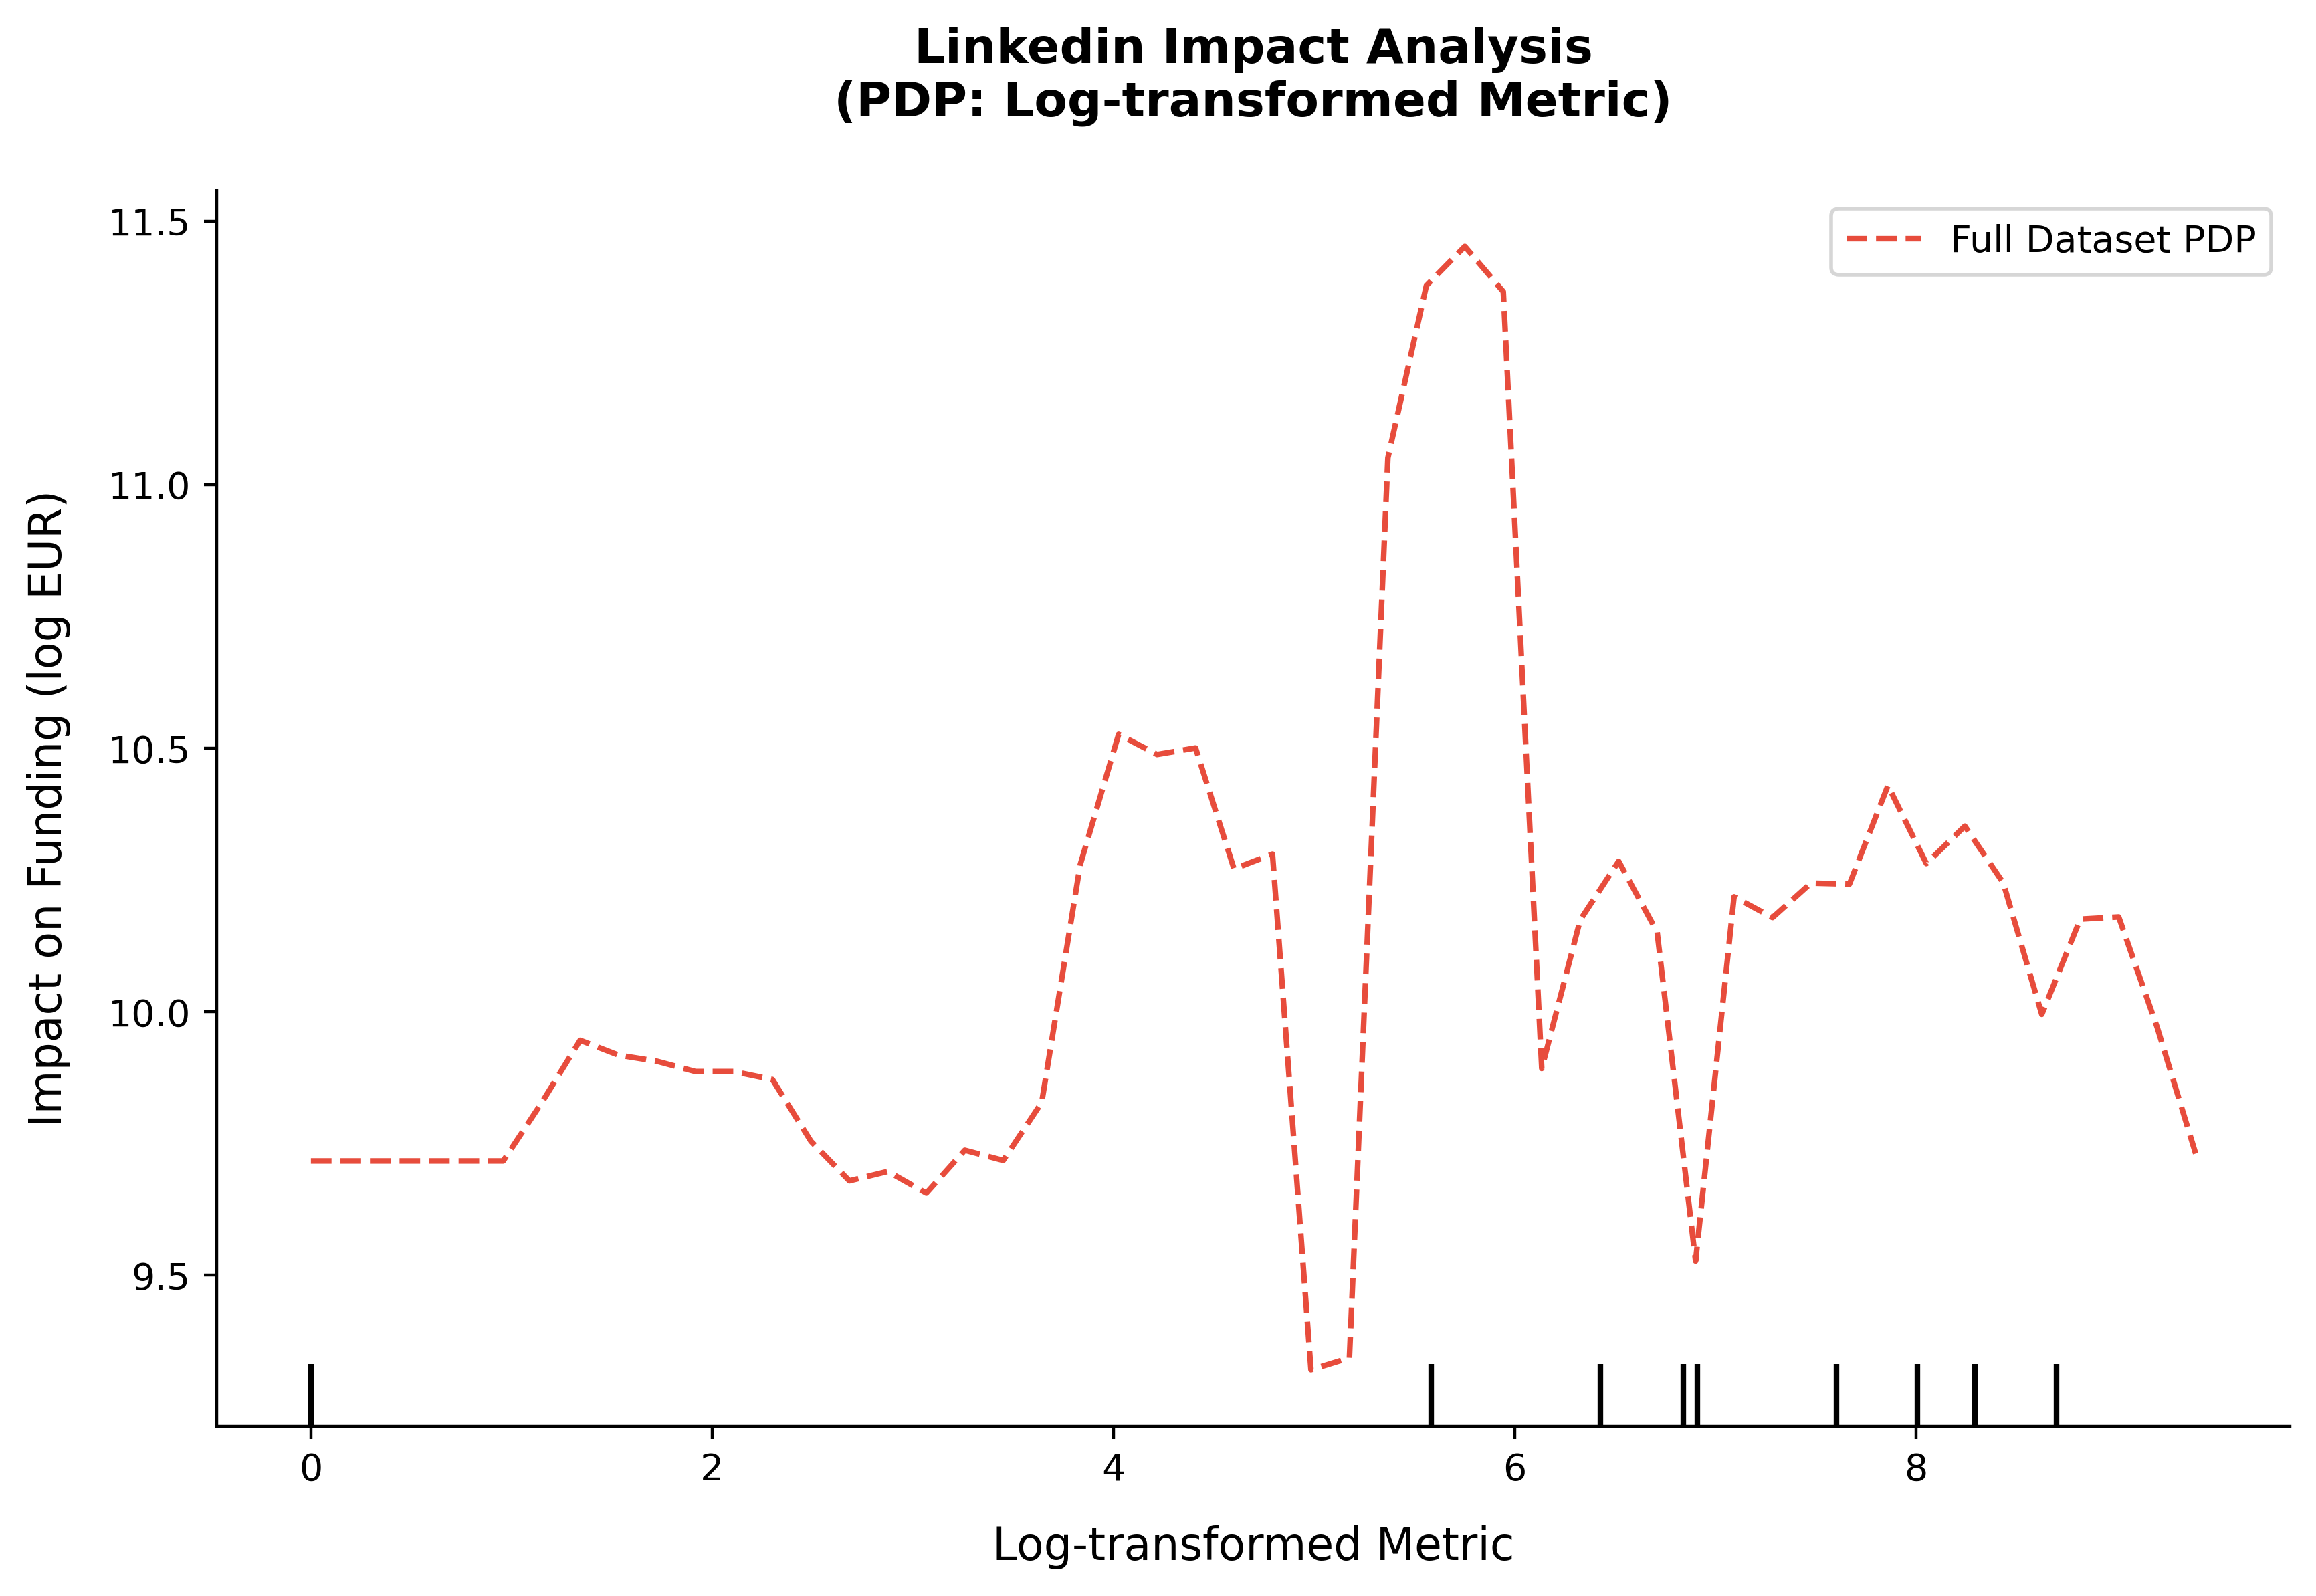 Linkedin Impact Analysis
(PDP: Log-transformed Metric)
Full Dataset PDP
Impact on Funding (log EUR)
11.5
11.0
10.5
10.0
9.5
0 2 4 6 8
Log-transformed Metric